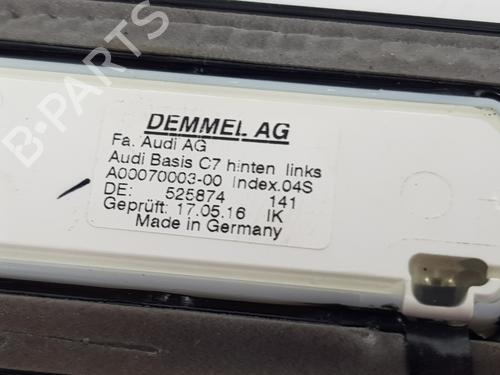 B-Parts
DEMMEL AG
Fa. Audi AG
Audi Basis C7 hinten links
A00070003-00 Index.04S
DE: 525874 141
Geprüft: 17.05.16 IK
Made in Germany